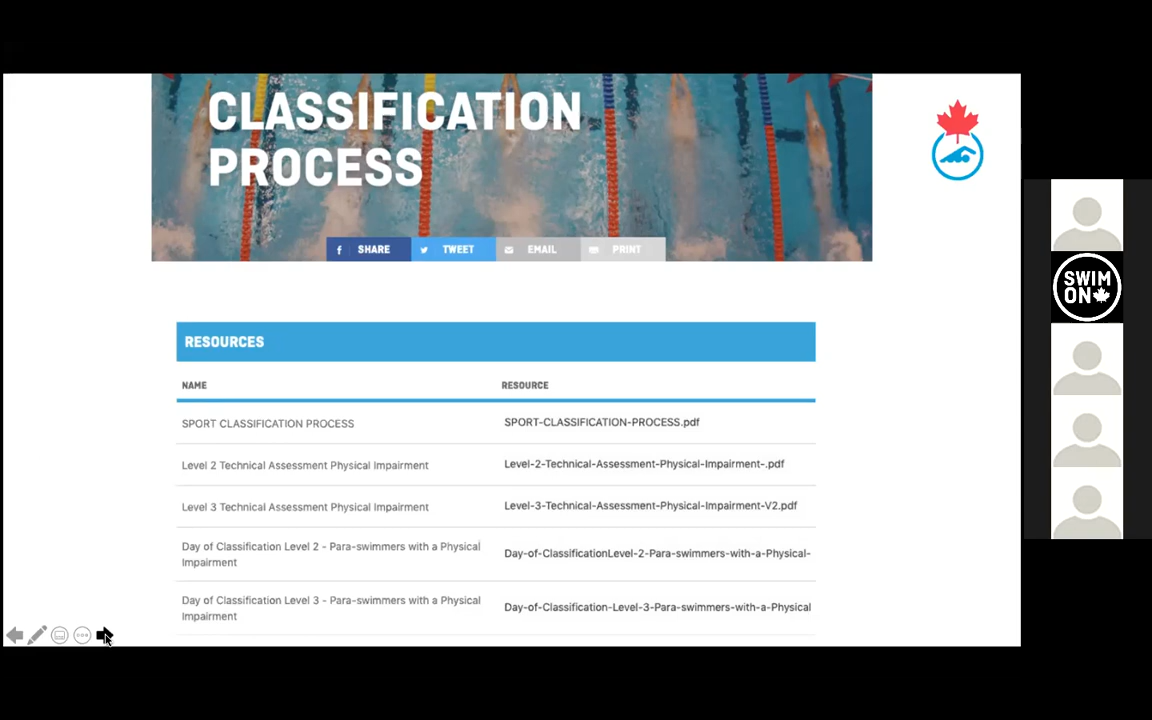 CLASSIFICATION
PROCESS
SHARE
TWEET
EMAIL
PRINT
SWIM
ON
RESOURCES
NAME
RESOURCE
SPORT CLASSIFICATION PROCESS
SPORT-CLASSIFICATION-PROCESS.pdf
Level 2 Technical Assessment Physical Impairment
Level-2-Technical-Assessment-Physical-Impairment-.pdf
Level 3 Technical Assessment Physical Impairment
Level-3-Technical-Assessment-Physical-Impairment-V2.pdf
Day of Classification Level 2 - Para-swimmers with a Physical
Impairment
Day-of-ClassificationLevel-2-Para-swimmers-with-a-Physical-
Day of Classification Level 3 - Para-swimmers with a Physical
Impairment
Day-of-Classification-Level-3-Para-swimmers-with-a-Physical